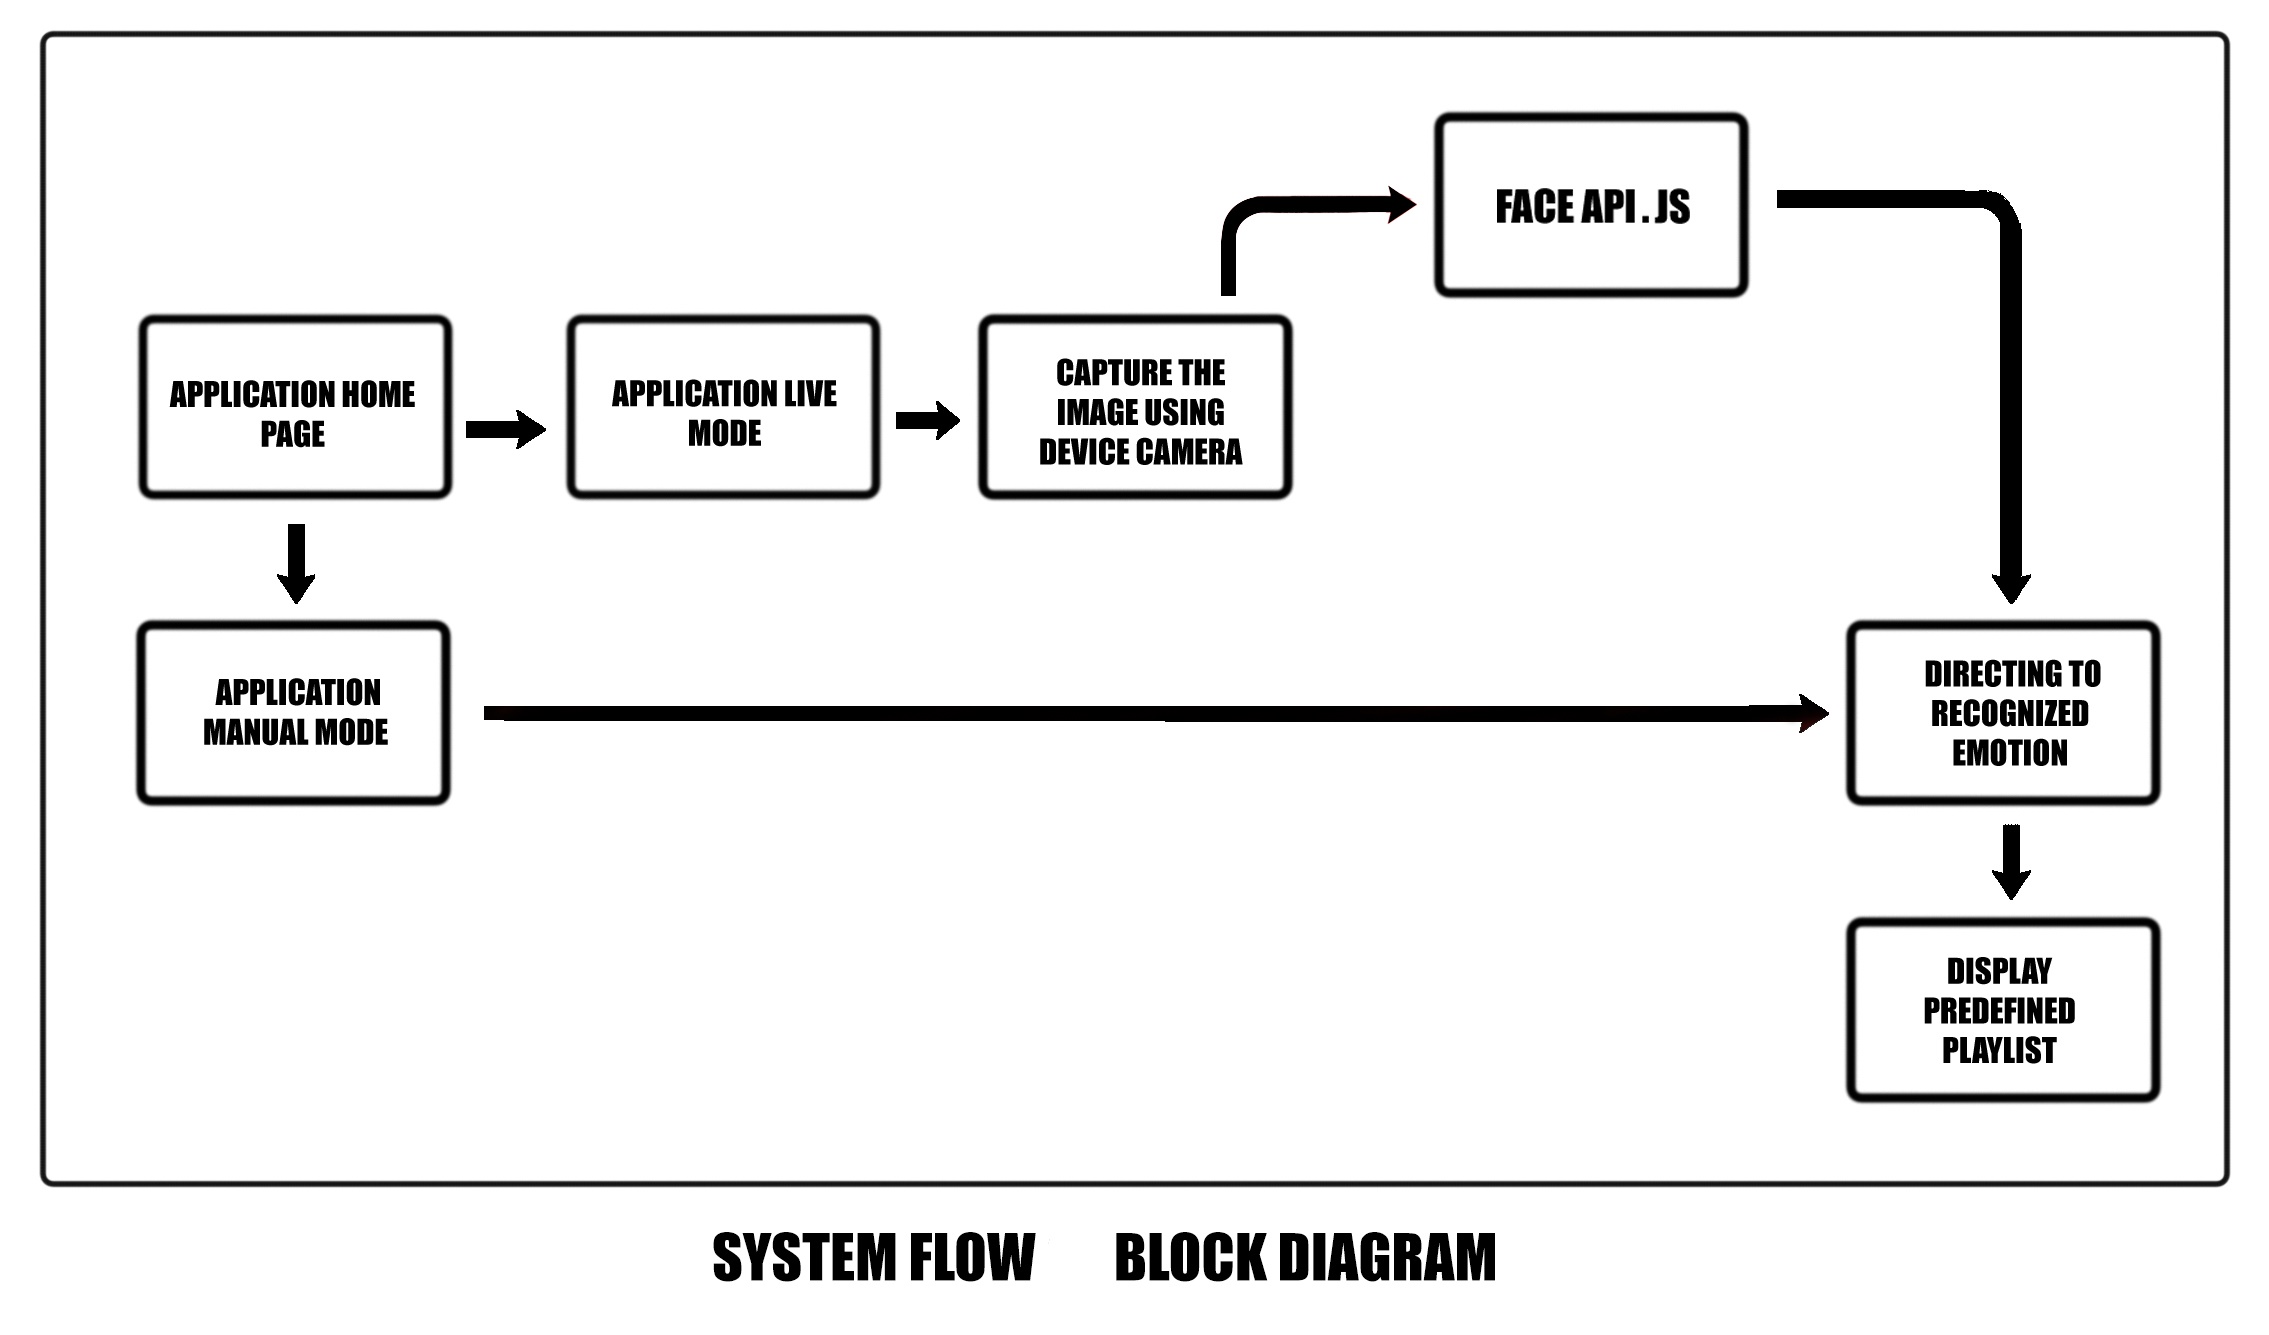 FACE API . JS
APPLICATION HOME
PAGE
APPLICATION LIVE
MODE
CAPTURE THE
IMAGE USING
DEVICE CAMERA
APPLICATION
MANUAL MODE
DIRECTING TO
RECOGNIZED
EMOTION
DISPLAY
PREDEFINED
PLAYLIST
SYSTEM FLOW BLOCK DIAGRAM